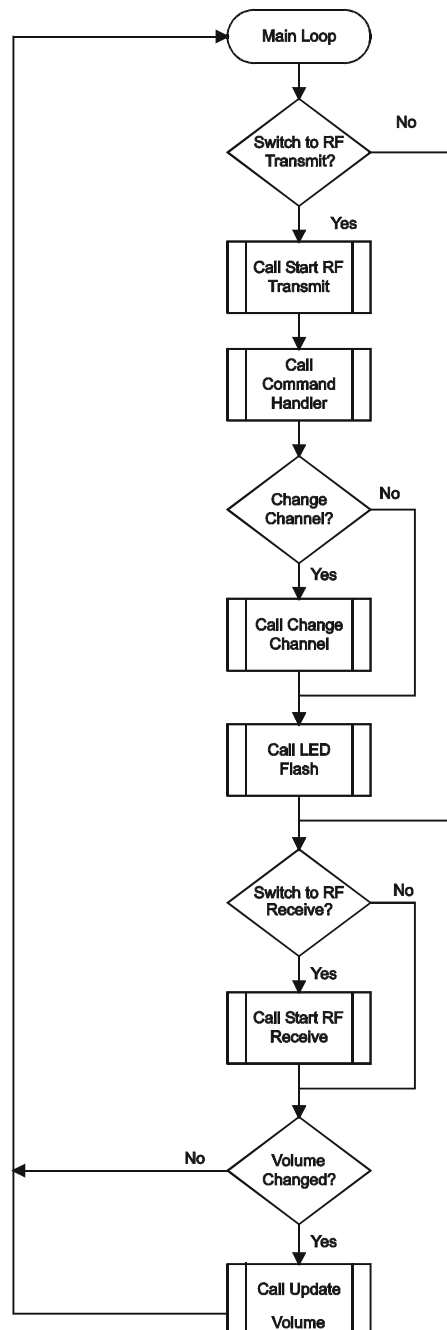 Main Loop
No
Switch to RF
Transmit?
Yes
Call Start RF
Transmit
Call
Command
Handler
Change
Channel?
No
Yes
Call Change
Channel
Call LED
Flash
Switch to RF
Receive?
No
Yes
Call Start RF
Receive
No
Volume
Changed?
Yes
Call Update
Volume